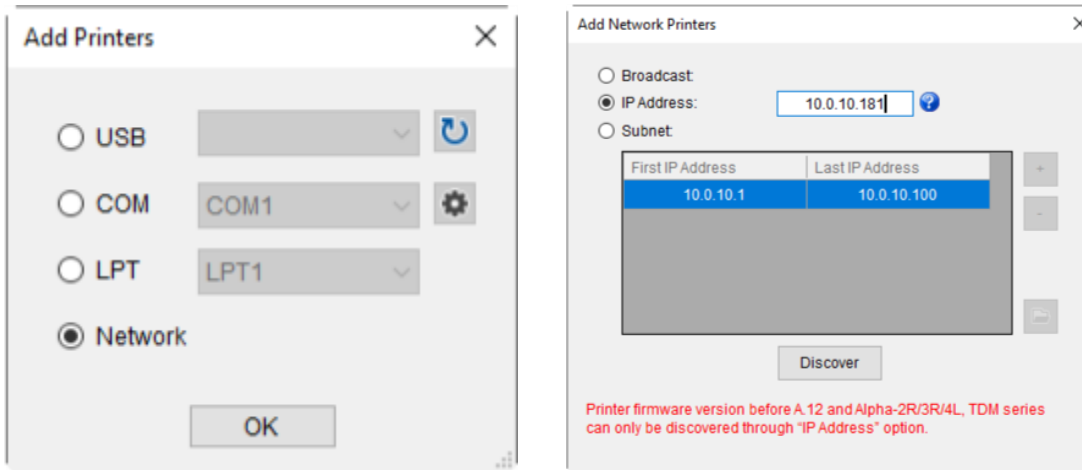 Add Printers
USB
COM COM1
LPT LPT1
Network
OK
Add Network Printers
Broadcast:
IP Address: 10.0.10.181 ?
Subnet:
First IP Address Last IP Address
10.0.10.1 10.0.10.100
+
-
Discover
Printer firmware version before A.12 and Alpha-2R/3R/4L, TDM series
can only be discovered through "IP Address" option.